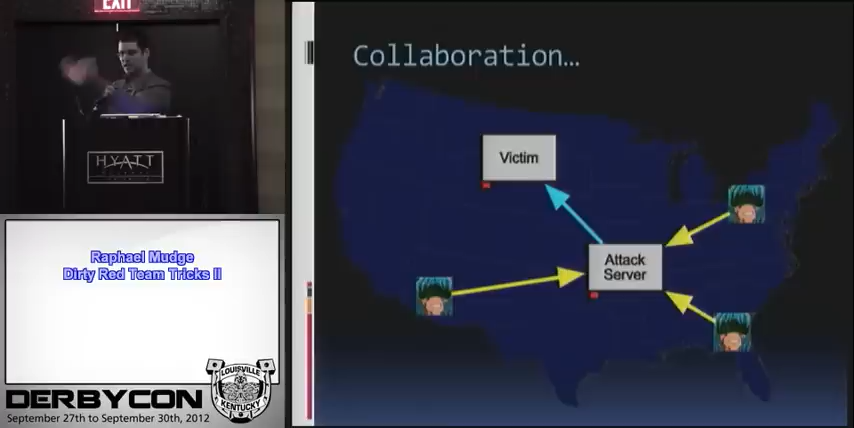 EXIT
HYATT
Raphael Mudge
Dirty Red Team Tricks II
LOUISVILLE
KENTUCKY
DERBYCON
September 27th to September 30th, 2012
Collaboration…
Victim
Attack
Server